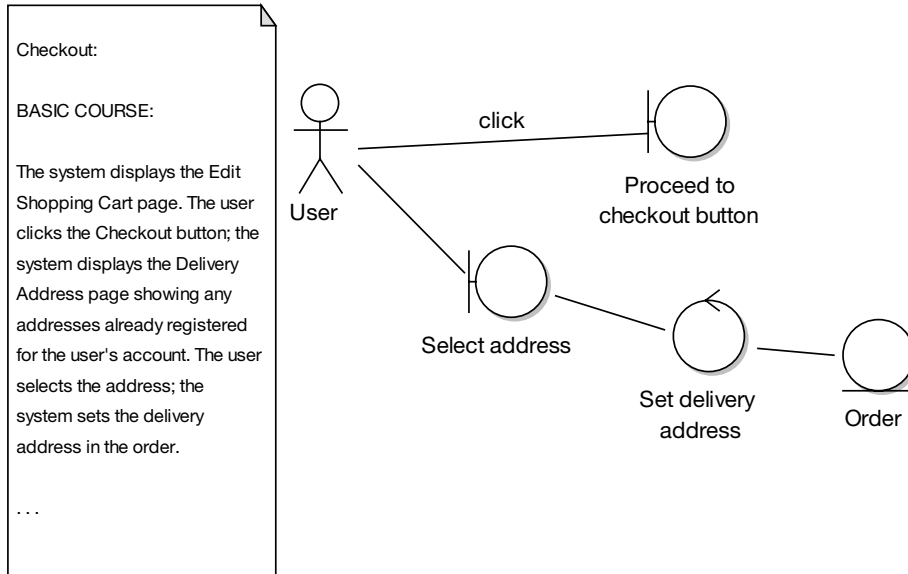 Checkout:
BASIC COURSE:
The system displays the Edit
Shopping Cart page. The user
clicks the Checkout button; the
system displays the Delivery
Address page showing any
addresses already registered
for the user's account. The user
selects the address; the
system sets the delivery
address in the order.
. . .
User
click
Proceed to
checkout button
Select address
Set delivery
address
Order